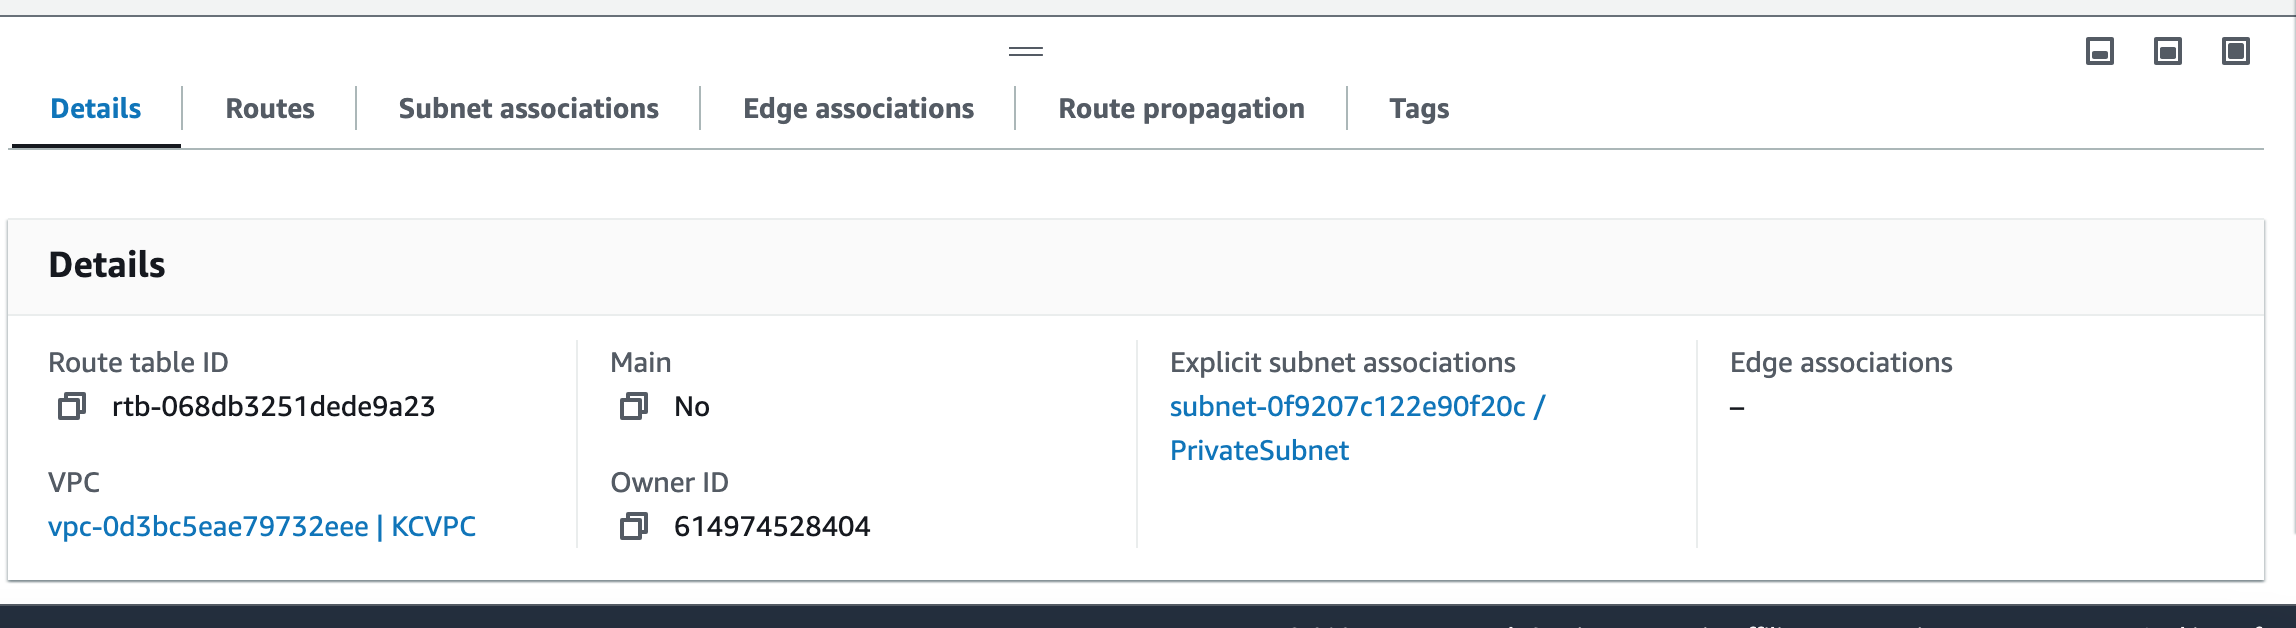 Details Routes Subnet associations Edge associations Route propagation Tags
Details
Route table ID
rtb-068db3251dede9a23
Main
No
Explicit subnet associations
subnet-0f9207c122e90f20c /
PrivateSubnet
Edge associations
–
VPC
vpc-0d3bc5eae79732eee | KCVPC
Owner ID
614974528404